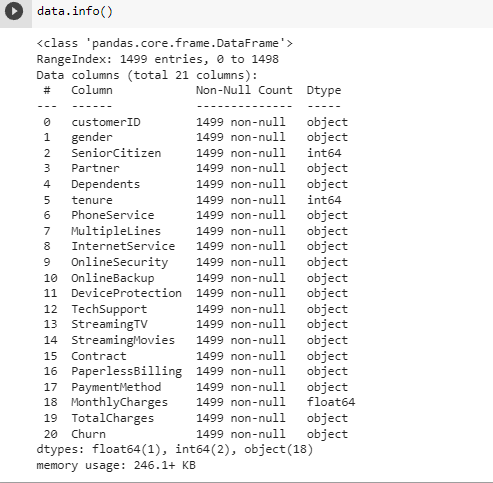 data.info()
<class 'pandas.core.frame.DataFrame'>
RangeIndex: 1499 entries, 0 to 1498
Data columns (total 21 columns):
 #   Column            Non-Null Count  Dtype
---  ------            --------------  -----
 0   customerID        1499 non-null   object
 1   gender            1499 non-null   object
 2   SeniorCitizen     1499 non-null   int64
 3   Partner           1499 non-null   object
 4   Dependents        1499 non-null   object
 5   tenure            1499 non-null   int64
 6   PhoneService      1499 non-null   object
 7   MultipleLines     1499 non-null   object
 8   InternetService   1499 non-null   object
 9   OnlineSecurity    1499 non-null   object
 10  OnlineBackup      1499 non-null   object
 11  DeviceProtection  1499 non-null   object
 12  TechSupport       1499 non-null   object
 13  StreamingTV       1499 non-null   object
 14  StreamingMovies   1499 non-null   object
 15  Contract          1499 non-null   object
 16  PaperlessBilling  1499 non-null   object
 17  PaymentMethod     1499 non-null   object
 18  MonthlyCharges    1499 non-null   float64
 19  TotalCharges      1499 non-null   object
 20  Churn             1499 non-null   object
dtypes: float64(1), int64(2), object(18)
memory usage: 246.1+ KB